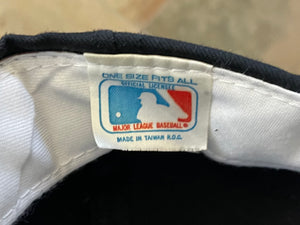 ONE SIZE FITS ALL
OFFICIAL LICENSEE
MAJOR LEAGUE BASEBALL
MADE IN TAIWAN R.O.C.